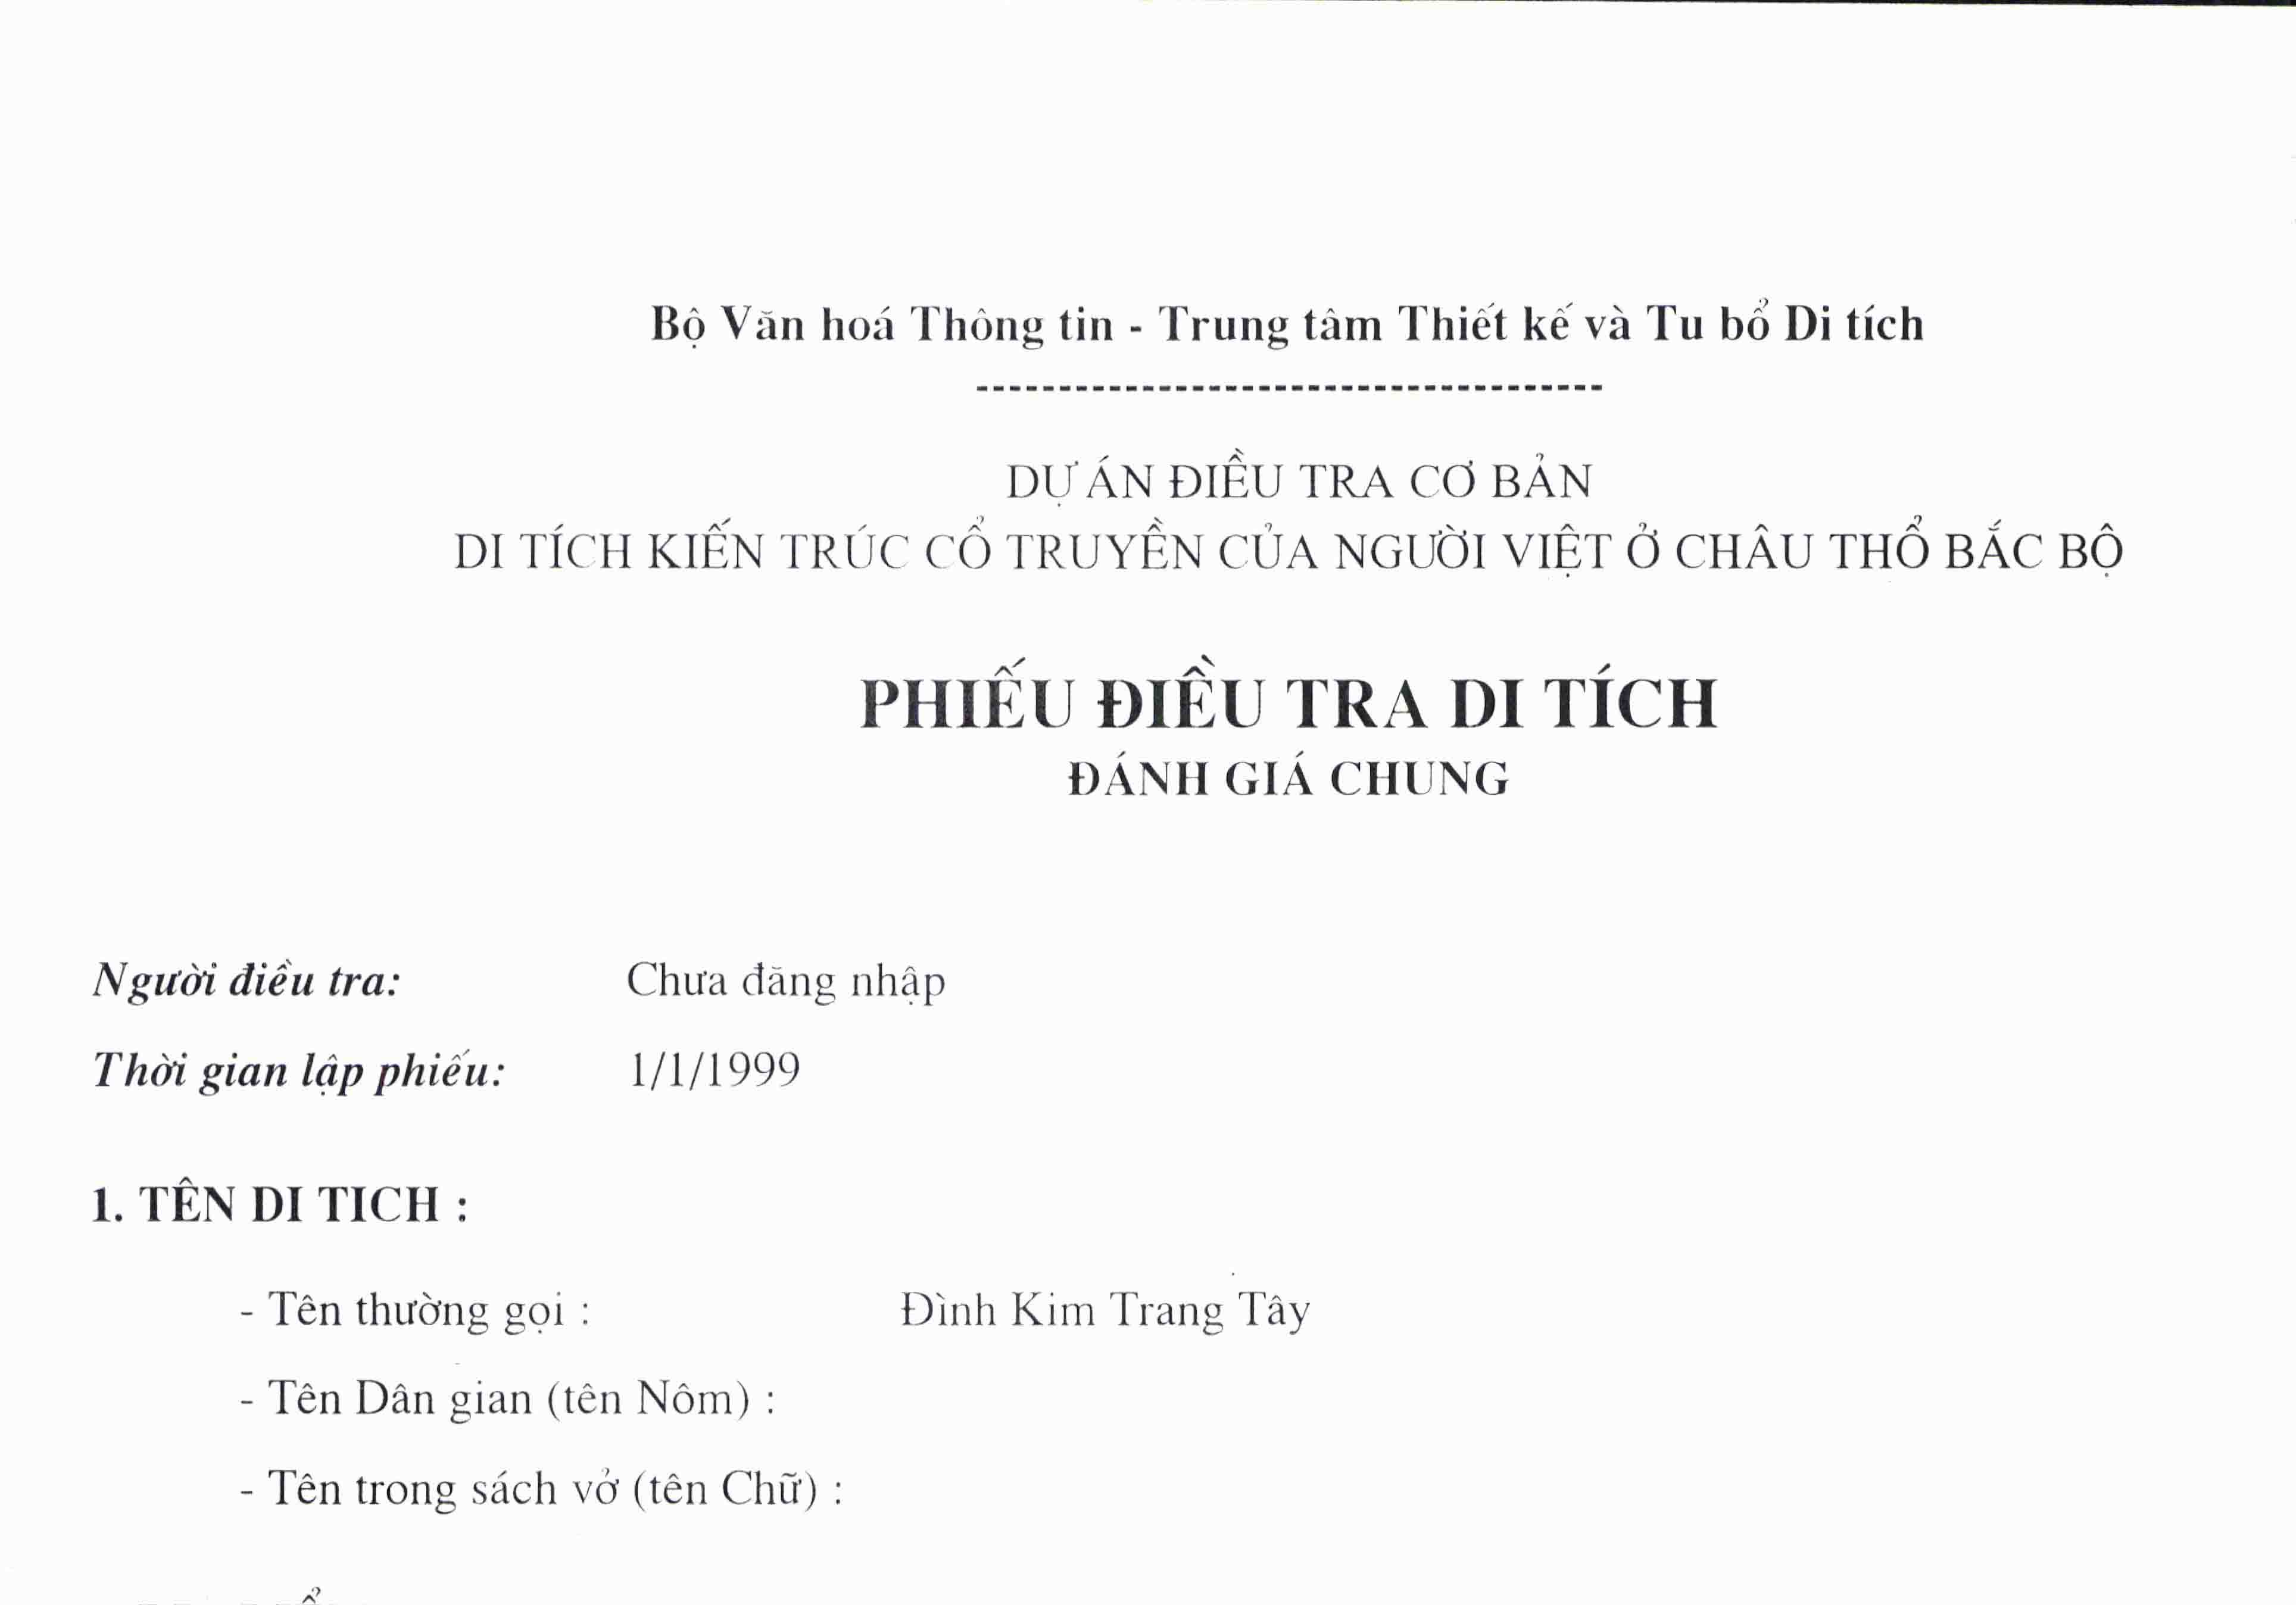 Bộ Văn hoá Thông tin - Trung tâm Thiết kế và Tu bổ Di tích
---------------------------------------
DỰ ÁN ĐIỀU TRA CƠ BẢN
DI TÍCH KIẾN TRÚC CỔ TRUYỀN CỦA NGƯỜI VIỆT Ở CHÂU THỔ BẮC BỘ
PHIẾU ĐIỀU TRA DI TÍCH
ĐÁNH GIÁ CHUNG
Người điều tra: Chưa đăng nhập
Thời gian lập phiếu: 1/1/1999
1. TÊN DI TICH :
- Tên thường gọi : Đình Kim Trang Tây
- Tên Dân gian (tên Nôm) :
- Tên trong sách vở (tên Chữ) :